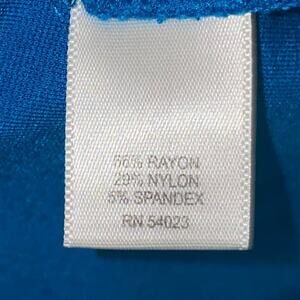 66% RAYON
29% NYLON
5% SPANDEX
RN 54023